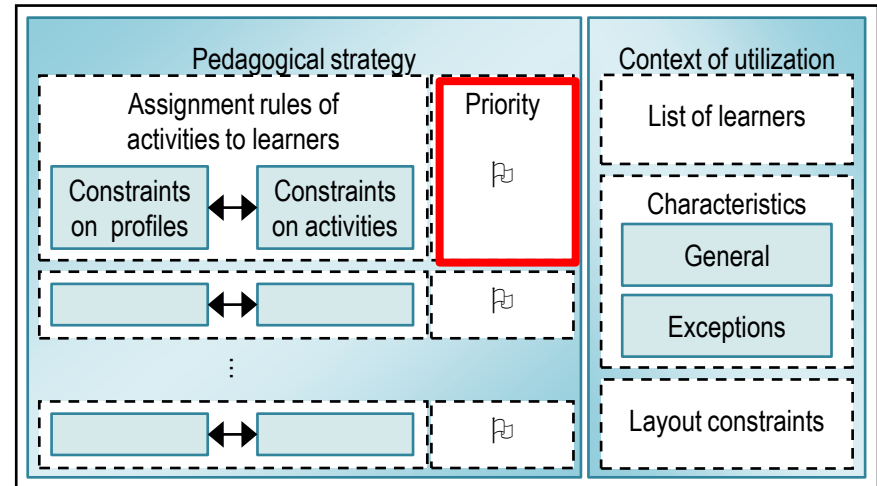 Pedagogical strategy
Assignment rules of
activities to learners
Constraints
on profiles
Constraints
on activities
Priority
⋮
Context of utilization
List of learners
Characteristics
General
Exceptions
Layout constraints